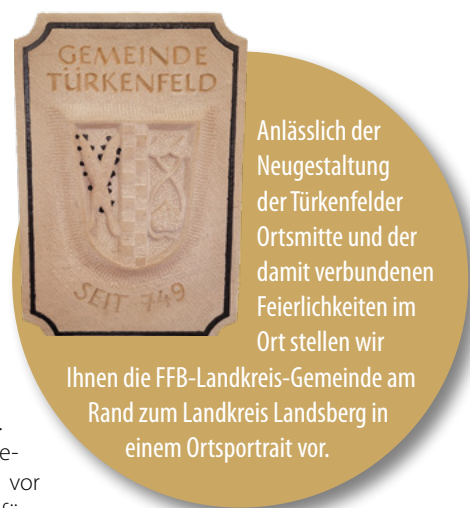 GEMEINDE
TÜRKENFELD
SEIT 749
Anlässlich der
Neugestaltung
der Türkenfelder
Ortsmitte und der
damit verbundenen
Feierlichkeiten im
Ort stellen wir
Ihnen die FFB-Landkreis-Gemeinde am
Rand zum Landkreis Landsberg in
einem Ortsportrait vor.
vor